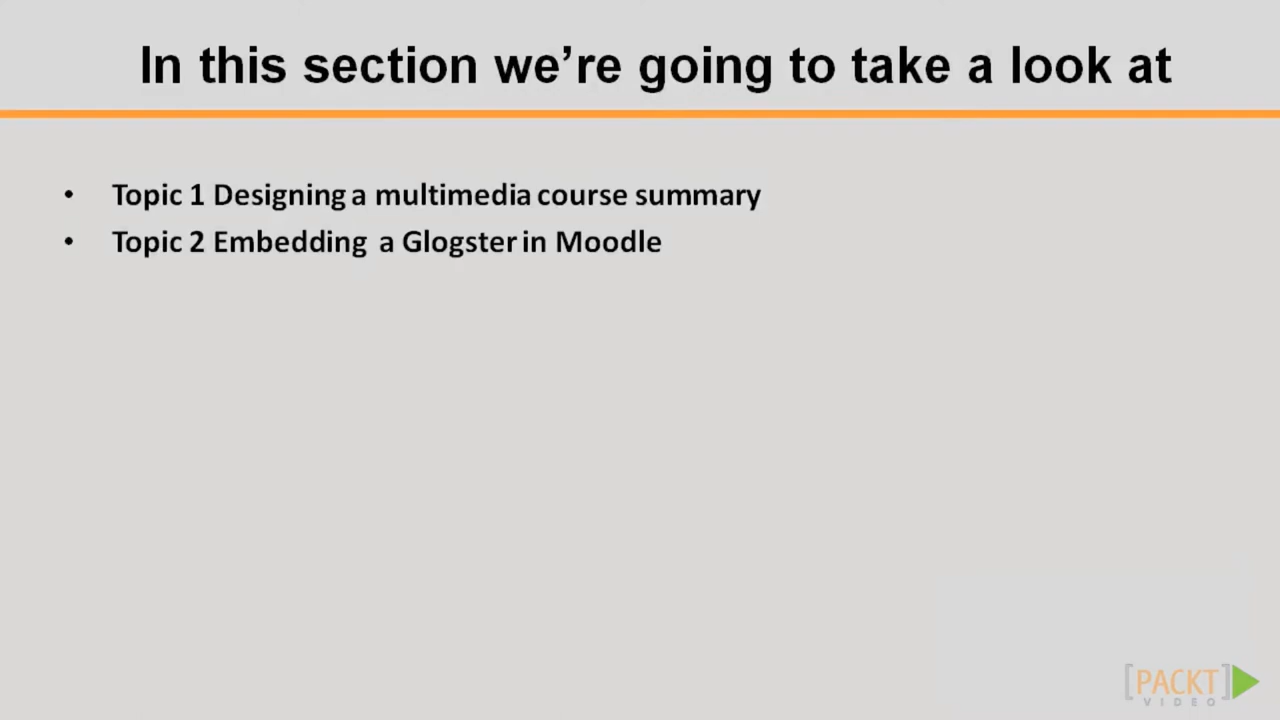 In this section we're going to take a look at
• Topic 1 Designing a multimedia course summary
• Topic 2 Embedding a Glogster in Moodle
[PACKT]
VIDEO